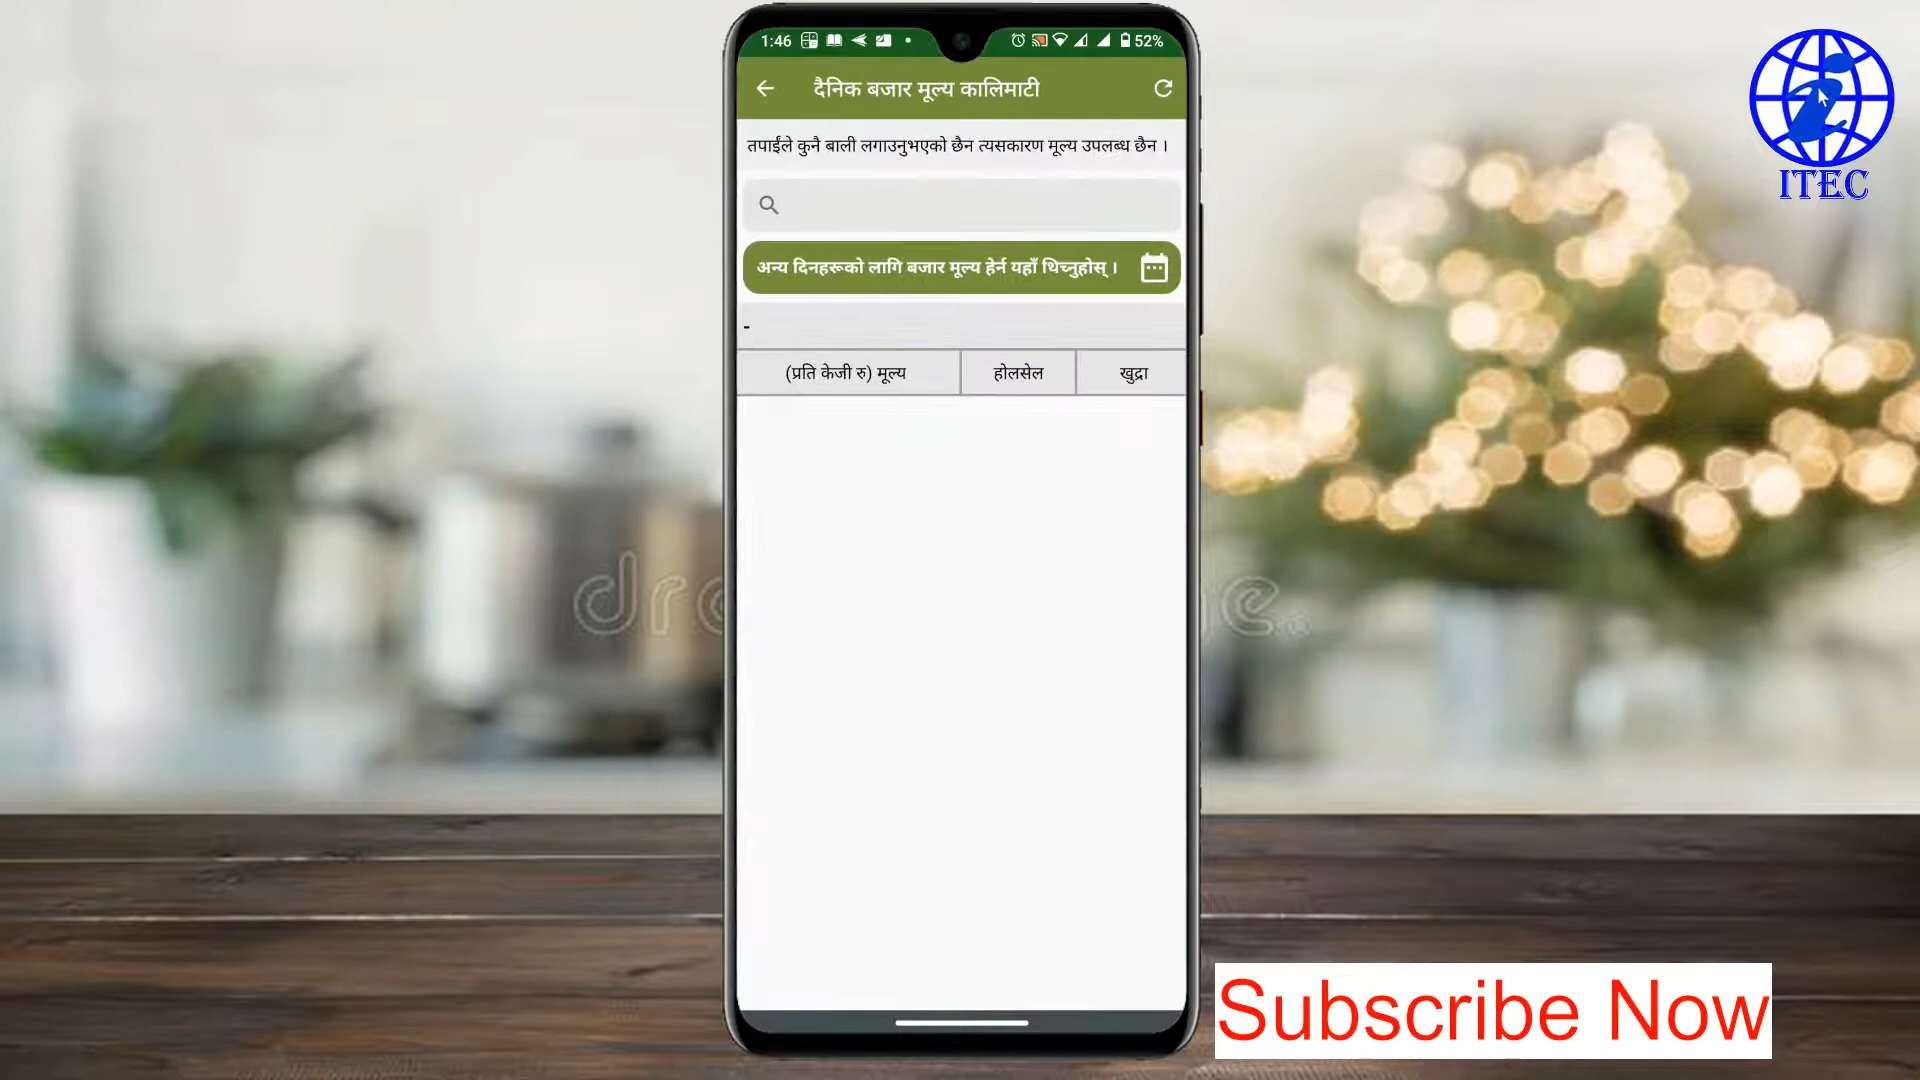 1:46
52%
दैनिक बजार मूल्य कालिमाटी
तपाईंले कुनै बाली लगाउनुभएको छैन त्यसकारण मूल्य उपलब्ध छैन ।
अन्य दिनहरूको लागि बजार मूल्य हेर्न यहाँ थिच्नुहोस् ।
-
(प्रति केजी रु) मूल्य होलसेल खुद्रा
ITEC
Subscribe Now